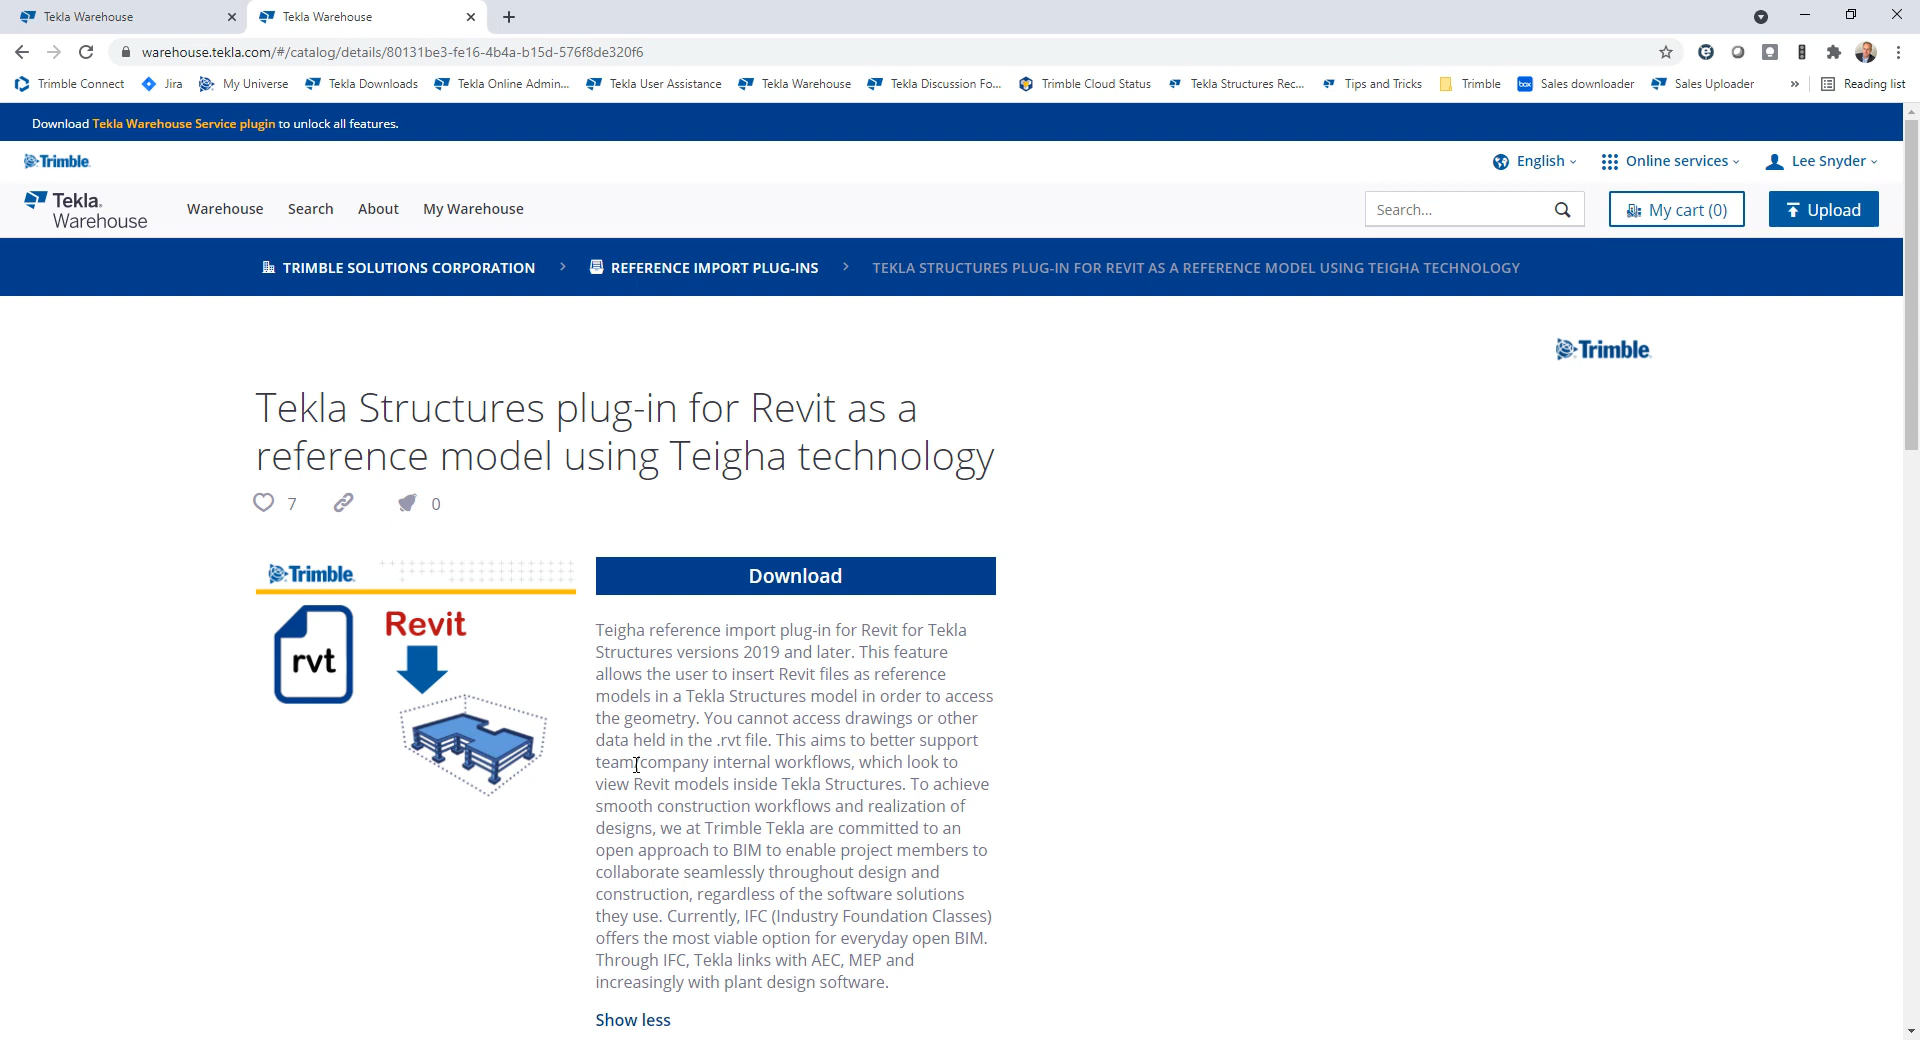 Tekla Warehouse
Tekla Warehouse
warehouse.tekla.com/#/catalog/details/80131be3-fe16-4b4a-b15d-576f8de320f6
Trimble Connect
Jira
My Universe
Tekla Downloads
Tekla Online Admin...
Tekla User Assistance
Tekla Warehouse
Tekla Discussion Fo...
Trimble Cloud Status
Tekla Structures Rec...
Tips and Tricks
Trimble
box
Sales downloader
Sales Uploader
»
Reading list
Download Tekla Warehouse Service plugin to unlock all features.
Trimble.
English
Online services
Lee Snyder
Tekla.
Warehouse
Warehouse
Search
About
My Warehouse
Search...
My cart (0)
Upload
TRIMBLE SOLUTIONS CORPORATION
REFERENCE IMPORT PLUG-INS
TEKLA STRUCTURES PLUG-IN FOR REVIT AS A REFERENCE MODEL USING TEIGHA TECHNOLOGY
Trimble.
Tekla Structures plug-in for Revit as a
reference model using Teigha technology
7
0
Trimble.
rvt
Revit
Download
Teigha reference import plug-in for Revit for Tekla
Structures versions 2019 and later. This feature
allows the user to insert Revit files as reference
models in a Tekla Structures model in order to access
the geometry. You cannot access drawings or other
data held in the .rvt file. This aims to better support
team/company internal workflows, which look to
view Revit models inside Tekla Structures. To achieve
smooth construction workflows and realization of
designs, we at Trimble Tekla are committed to an
open approach to BIM to enable project members to
collaborate seamlessly throughout design and
construction, regardless of the software solutions
they use. Currently, IFC (Industry Foundation Classes)
offers the most viable option for everyday open BIM.
Through IFC, Tekla links with AEC, MEP and
increasingly with plant design software.
Show less